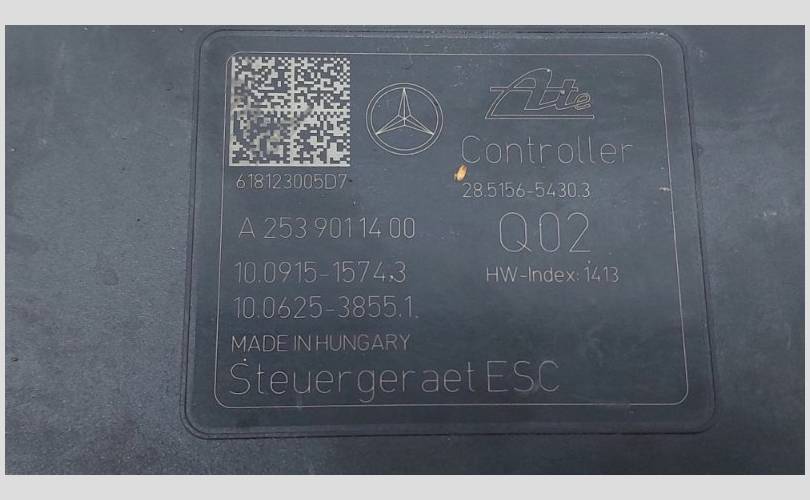 Ate
Controller
618123005D7
28.5156-5430.3
A 253 901 14 00
Q02
10.0915-1574.3
HW-Index: 1413
10.0625-3855.1
MADE IN HUNGARY
Steuergeraet ESC